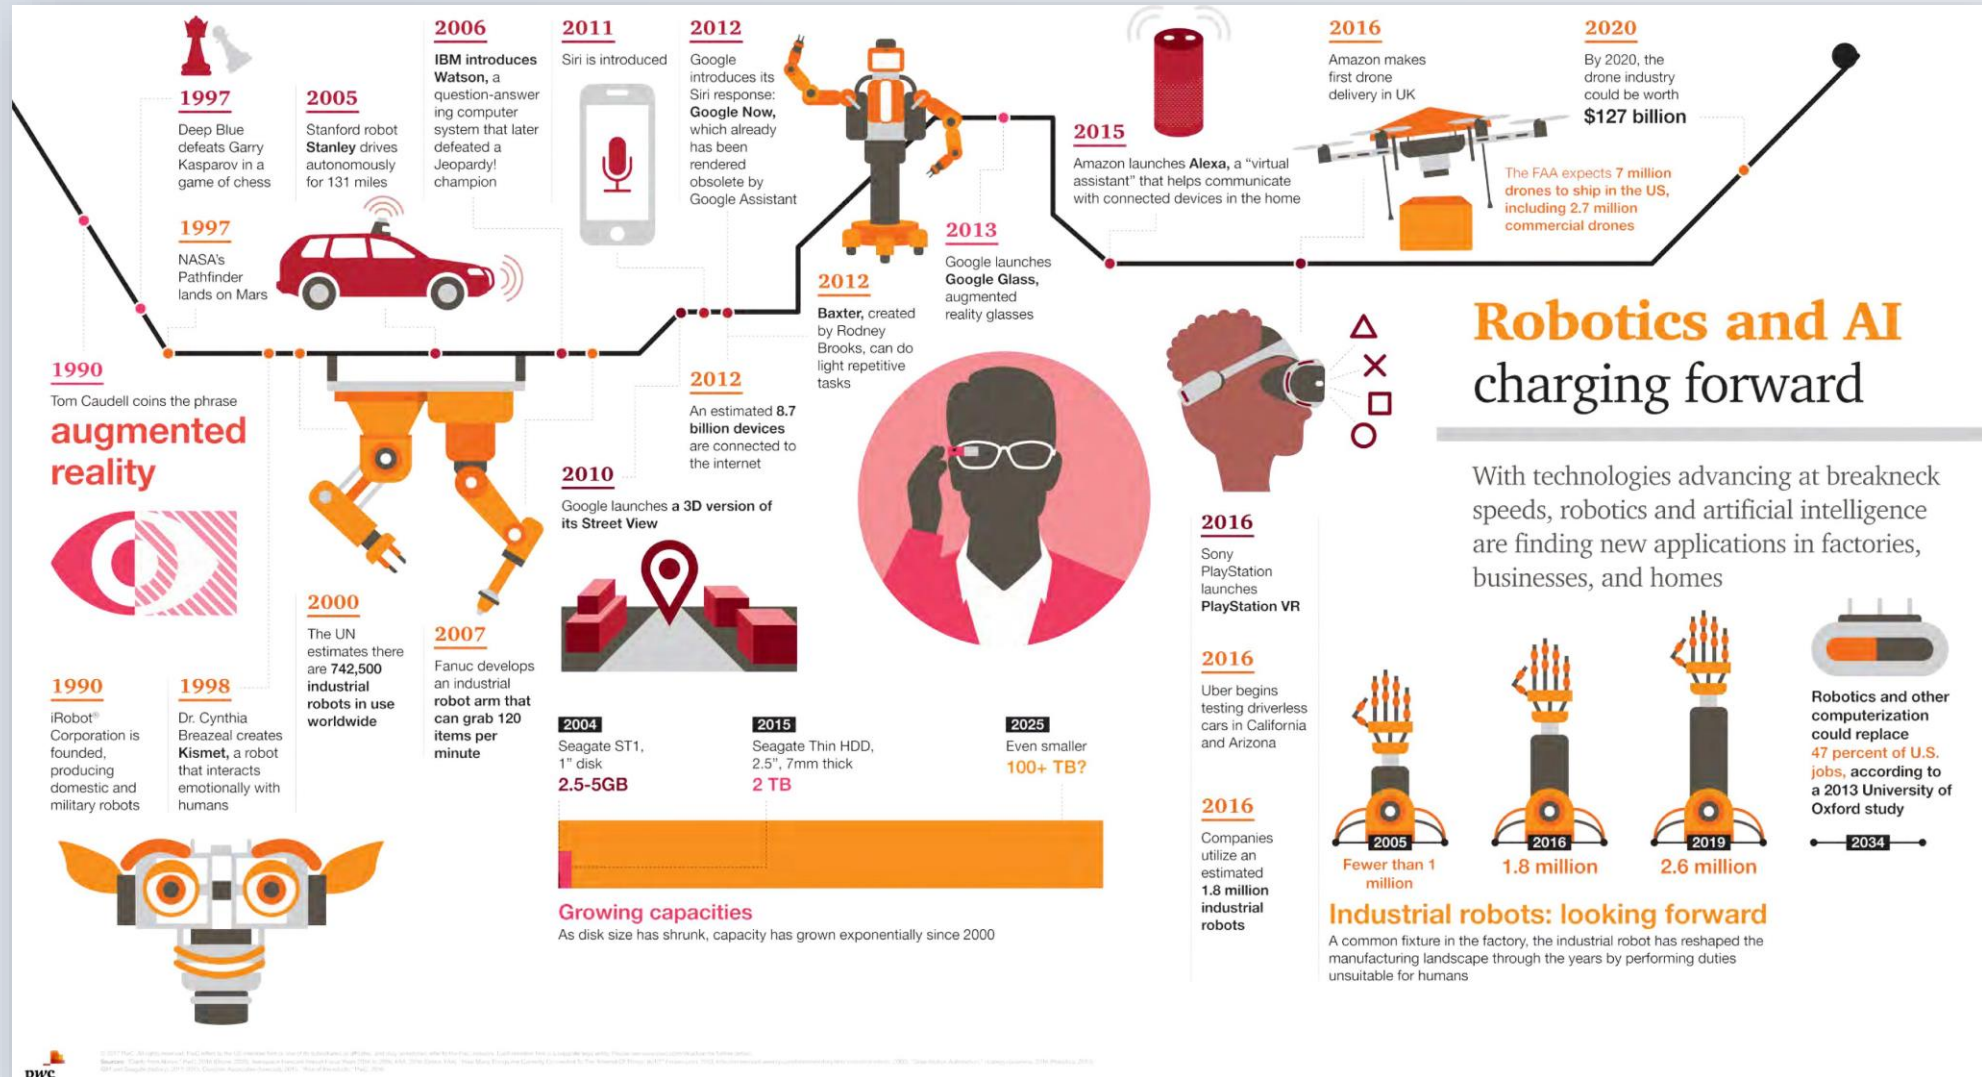 1997
Deep Blue
defeats Garry
Kasparov in a
game of chess
1997
NASA's
Pathfinder
lands on Mars
2005
Stanford robot
Stanley drives
autonomously
for 131 miles
2006
IBM introduces
Watson, a
question-answer
ing computer
system that later
defeated a
Jeopardy!
champion
2011
Siri is introduced
2012
Google
introduces its
Siri response:
Google Now,
which already
has been
rendered
obsolete by
Google Assistant
2012
Baxter, created
by Rodney
Brooks, can do
light repetitive
tasks
2013
Google launches
Google Glass,
augmented
reality glasses
2015
Amazon launches Alexa, a "virtual
assistant" that helps communicate
with connected devices in the home
2016
Amazon makes
first drone
delivery in UK
2020
By 2020, the
drone industry
could be worth
$127 billion
The FAA expects 7 million
drones to ship in the US,
including 2.7 million
commercial drones
Robotics and AI
charging forward
With technologies advancing at breakneck
speeds, robotics and artificial intelligence
are finding new applications in factories,
businesses, and homes
1990
Tom Caudell coins the phrase
augmented
reality
2012
An estimated 8.7
billion devices
are connected to
the internet
2010
Google launches a 3D version of
its Street View
1990
iRobot®
Corporation is
founded,
producing
domestic and
military robots
1998
Dr. Cynthia
Breazeal creates
Kismet, a robot
that interacts
emotionally with
humans
2000
The UN
estimates there
are 742,500
industrial
robots in use
worldwide
2007
Fanuc develops
an industrial
robot arm that
can grab 120
items per
minute
2004
Seagate ST1,
1" disk
2.5-5GB
2015
Seagate Thin HDD,
2.5", 7mm thick
2 TB
2025
Even smaller
100+ TB?
Growing capacities
As disk size has shrunk, capacity has grown exponentially since 2000
2016
Sony
PlayStation
launches
PlayStation VR
2016
Uber begins
testing driverless
cars in California
and Arizona
2016
Companies
utilize an
estimated
1.8 million
industrial
robots
2005
Fewer than 1
million
2016
1.8 million
2019
2.6 million
Industrial robots: looking forward
A common fixture in the factory, the industrial robot has reshaped the
manufacturing landscape through the years by performing duties
unsuitable for humans
Robotics and other
computerization
could replace
47 percent of U.S.
jobs, according to
a 2013 University of
Oxford study
2034
pwc